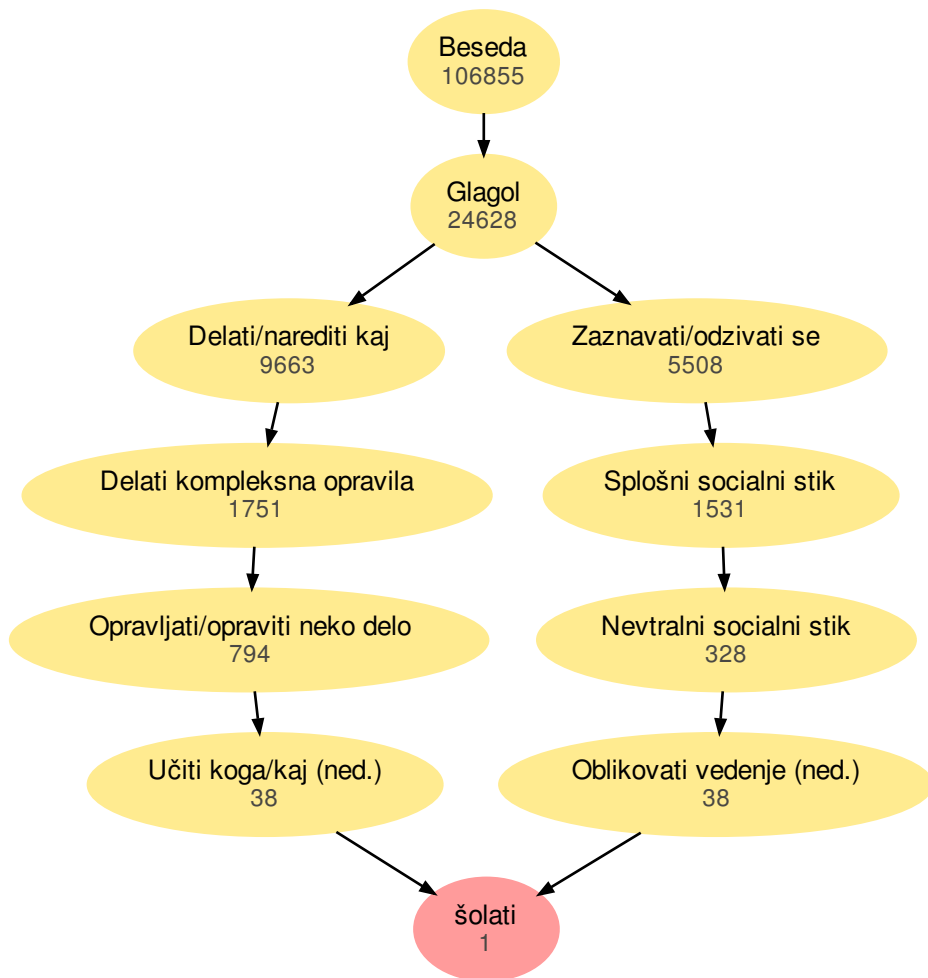 Beseda
106855
Glagol
24628
Delati/narediti kaj
9663
Zaznavati/odzivati se
5508
Delati kompleksna opravila
1751
Splošni socialni stik
1531
Opravljati/opraviti neko delo
794
Nevtralni socialni stik
328
Učiti koga/kaj (ned.)
38
Oblikovati vedenje (ned.)
38
šolati
1